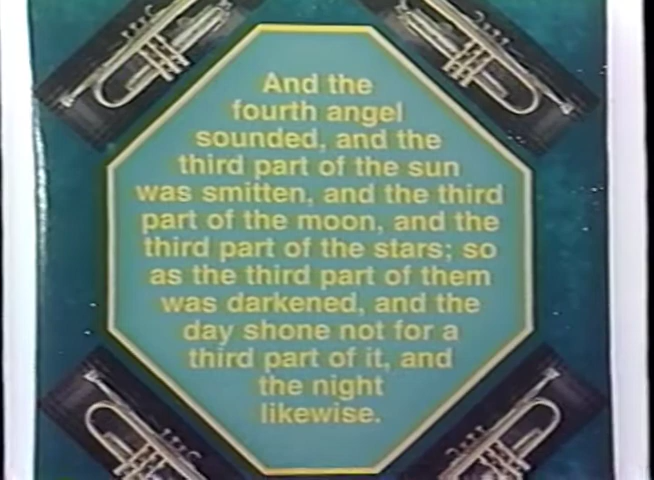 And the
fourth angel
sounded, and the
third part of the sun
was smitten, and the third
part of the moon, and the
third part of the stars; so
as the third part of them
was darkened, and the
day shone not for a
third part of it, and
the night
likewise.